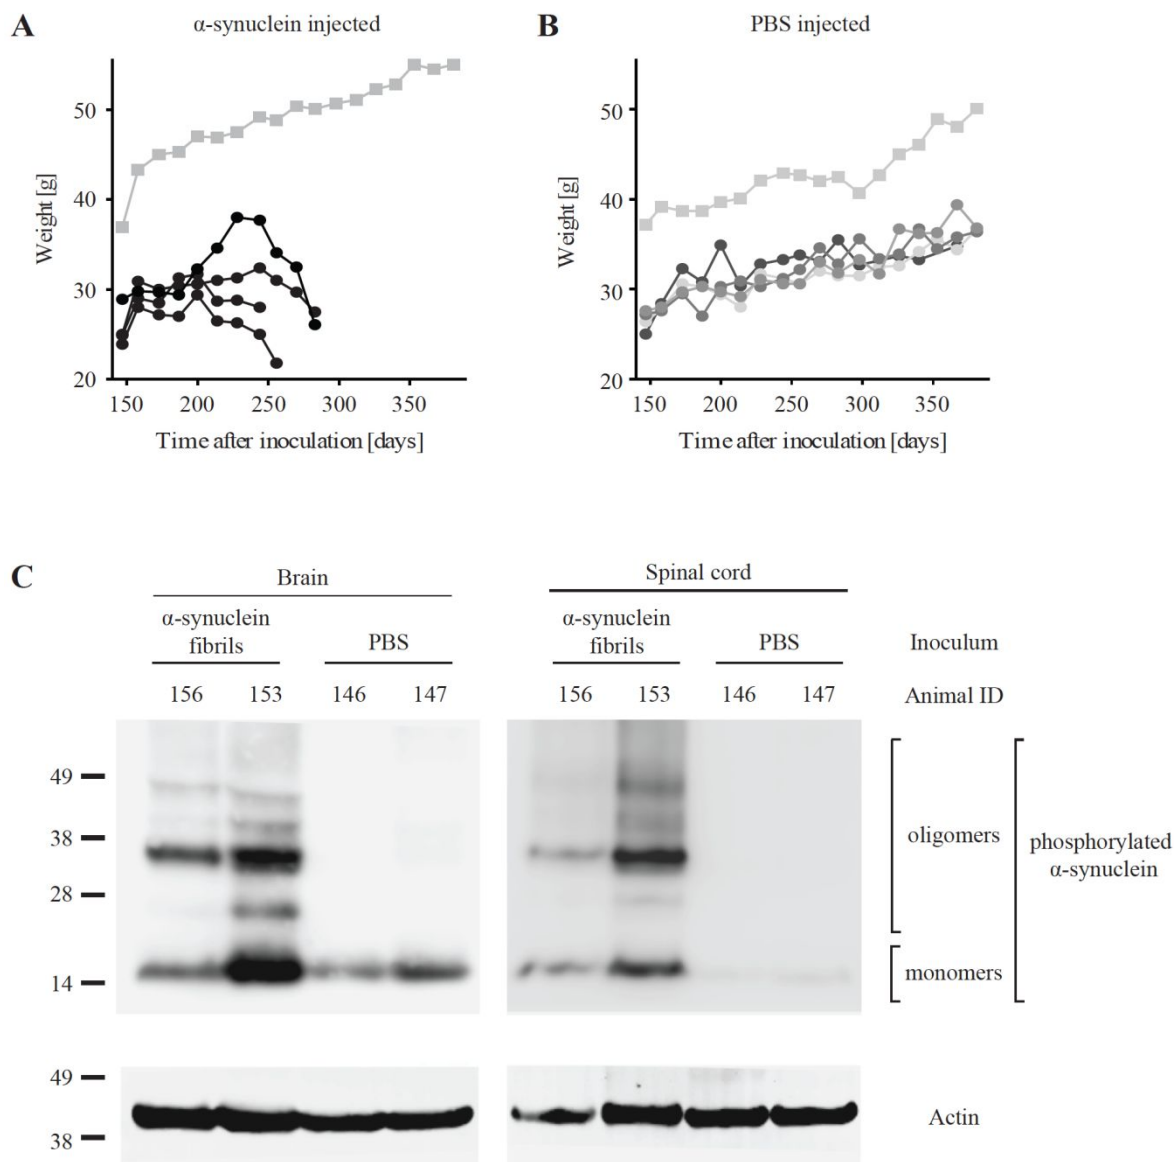 A
α-synuclein injected
Weight [g]
50
40
30
20
150 200 250 300 350
Time after inoculation [days]
B
PBS injected
Weight [g]
50
40
30
20
150 200 250 300 350
Time after inoculation [days]
C
Brain
Spinal cord
α-synuclein
fibrils
PBS
α-synuclein
fibrils
PBS
Inoculum
156 153 146 147
156 153 146 147
Animal ID
49
38
28
14
oligomers
monomers
phosphorylated
α-synuclein
49
38
Actin